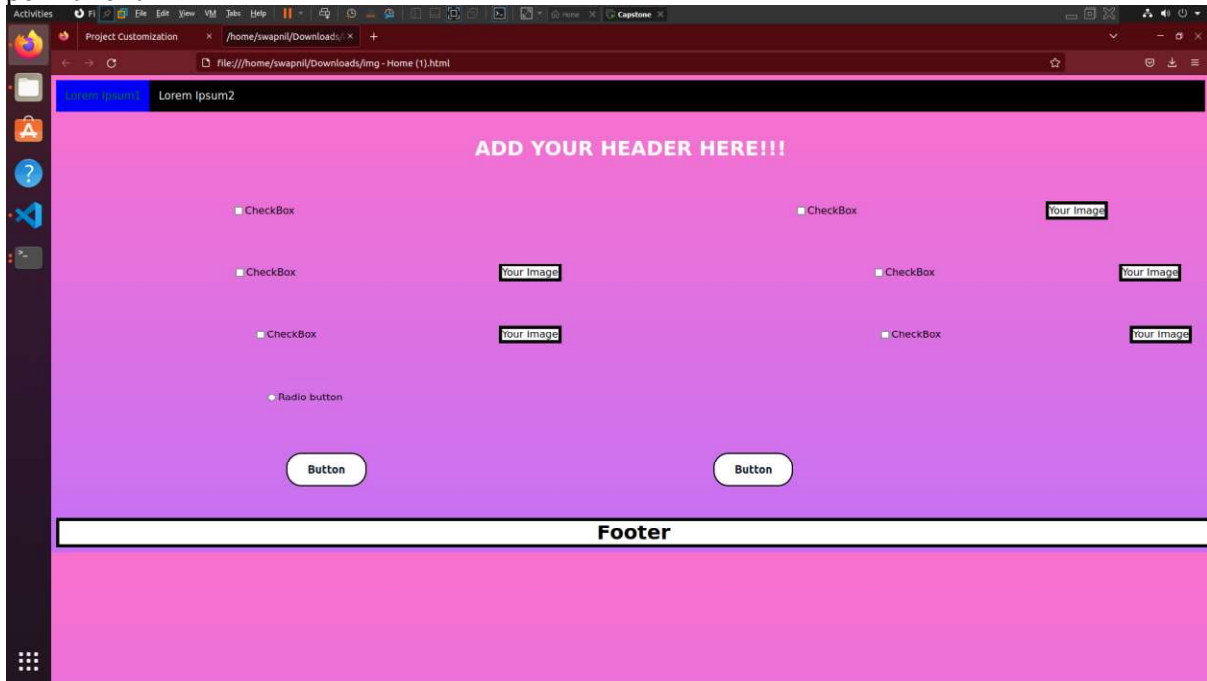 Activities Fi File Edit View VM Tabs Help Home Capstone
Project Customization /home/swapnil/Downloads/
file:///home/swapnil/Downloads/img - Home (1).html
Lorem Ipsum1 Lorem Ipsum2
ADD YOUR HEADER HERE!!!
CheckBox CheckBox Your Image
CheckBox Your Image CheckBox Your Image
CheckBox Your Image CheckBox Your Image
Radio button
Button Button
Footer